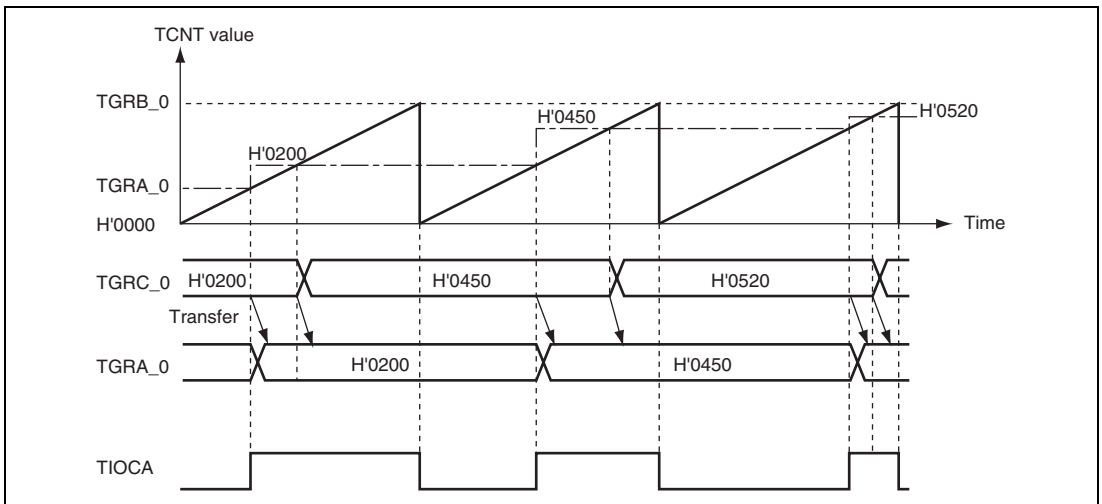 TCNT value
TGRB_0
H'0520
H'0450
H'0200
TGRA_0
H'0000
Time
TGRC_0
H'0200
H'0450
H'0520
Transfer
TGRA_0
H'0200
H'0450
TIOCA